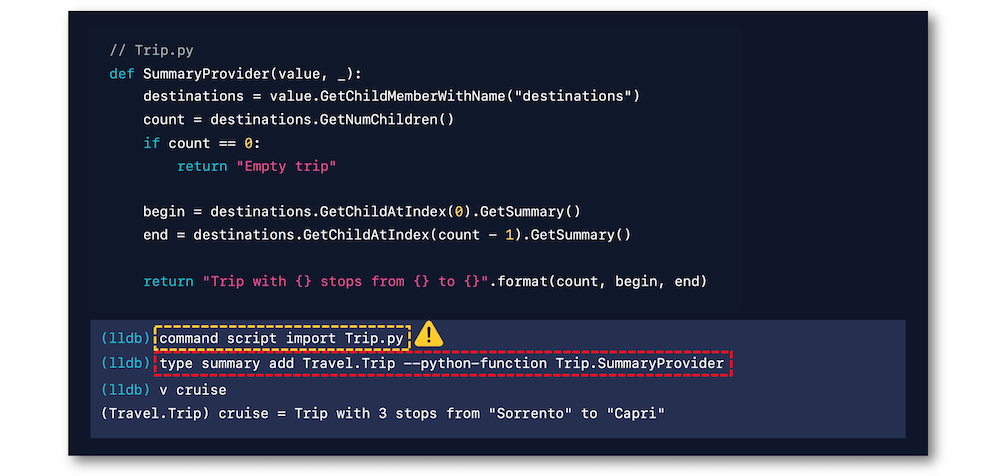 // Trip.py
def SummaryProvider(value, _):
destinations = value.GetChildMemberWithName("destinations")
count = destinations.GetNumChildren()
if count == 0:
return "Empty trip"
begin = destinations.GetChildAtIndex(0).GetSummary()
end = destinations.GetChildAtIndex(count - 1).GetSummary()
return "Trip with {} stops from {} to {}".format(count, begin, end)
(lldb) command script import Trip.py
(lldb) type summary add Travel.Trip --python-function Trip.SummaryProvider
(lldb) v cruise
(Travel.Trip) cruise = Trip with 3 stops from "Sorrento" to "Capri"